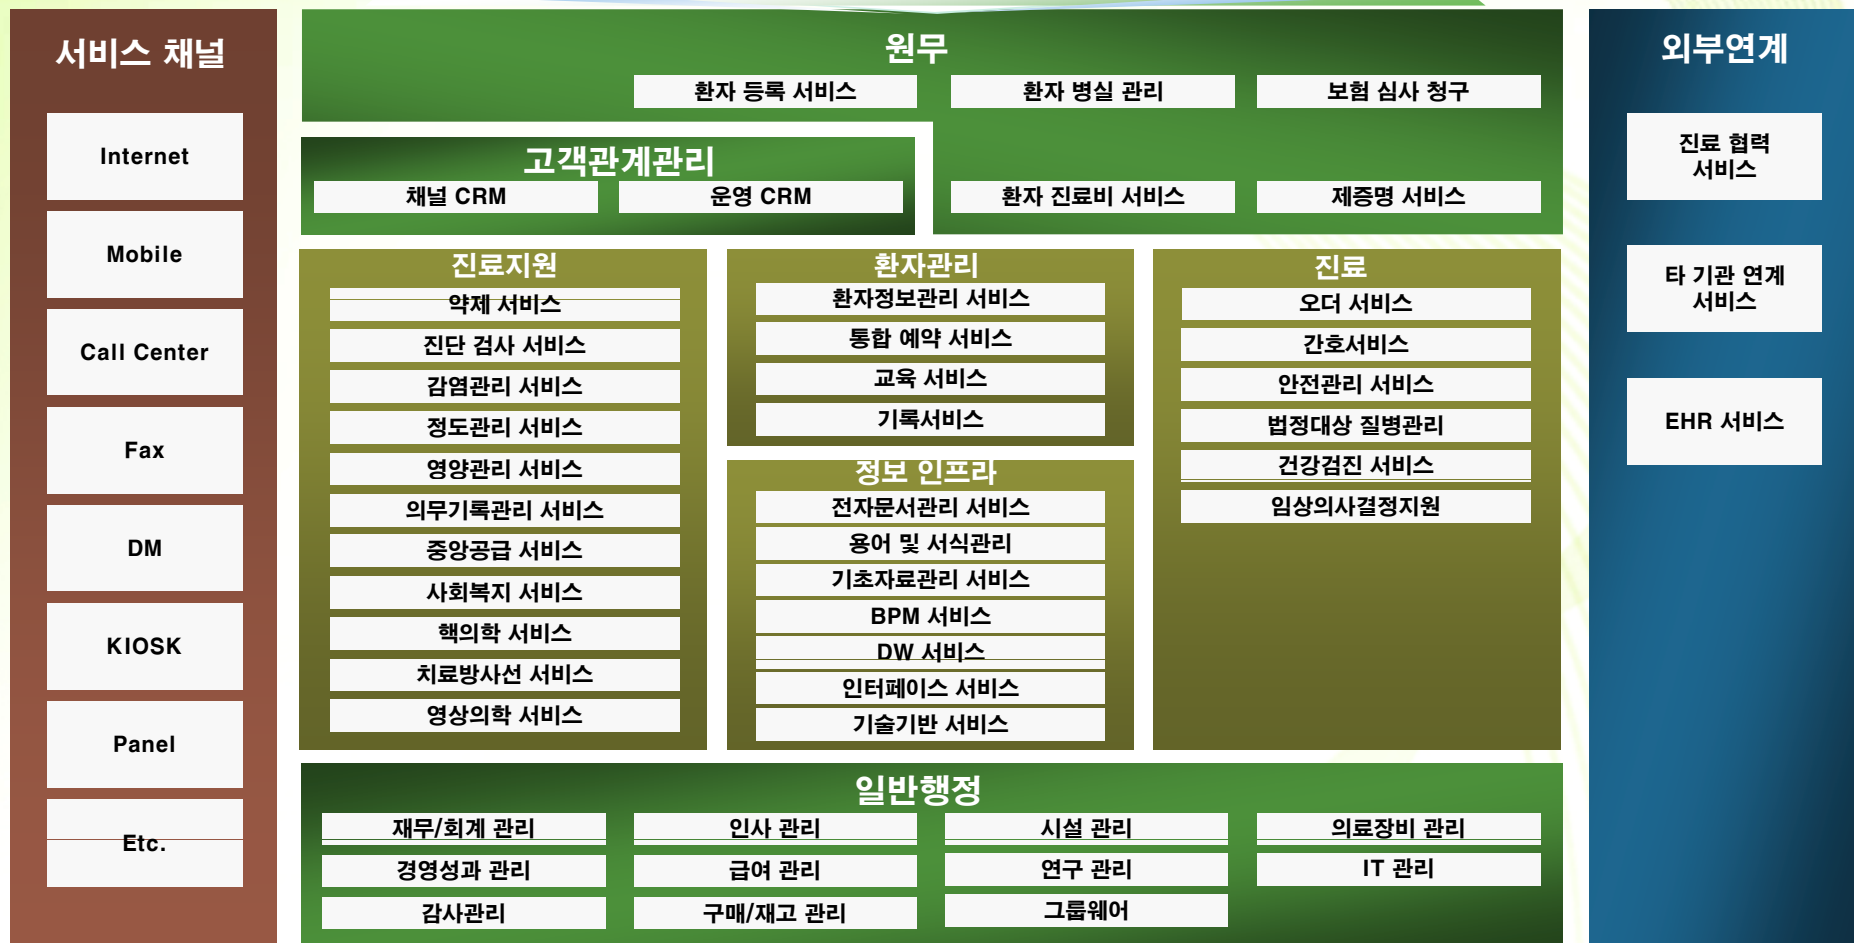 서비스 채널
Internet
Mobile
Call Center
Fax
DM
KIOSK
Panel
Etc.
원무
환자 등록 서비스
환자 병실 관리
보험 심사 청구
환자 진료비 서비스
제증명 서비스
고객관계관리
채널 CRM
운영 CRM
진료지원
약제 서비스
진단 검사 서비스
감염관리 서비스
정도관리 서비스
영양관리 서비스
의무기록관리 서비스
중앙공급 서비스
사회복지 서비스
핵의학 서비스
치료방사선 서비스
영상의학 서비스
환자관리
환자정보관리 서비스
통합 예약 서비스
교육 서비스
기록서비스
정보 인프라
전자문서관리 서비스
용어 및 서식관리
기초자료관리 서비스
BPM 서비스
DW 서비스
인터페이스 서비스
기술기반 서비스
진료
오더 서비스
간호서비스
안전관리 서비스
법정대상 질병관리
건강검진 서비스
임상의사결정지원
일반행정
재무/회계 관리
인사 관리
시설 관리
의료장비 관리
경영성과 관리
급여 관리
연구 관리
IT 관리
감사관리
구매/재고 관리
그룹웨어
외부연계
진료 협력
서비스
타 기관 연계
서비스
EHR 서비스